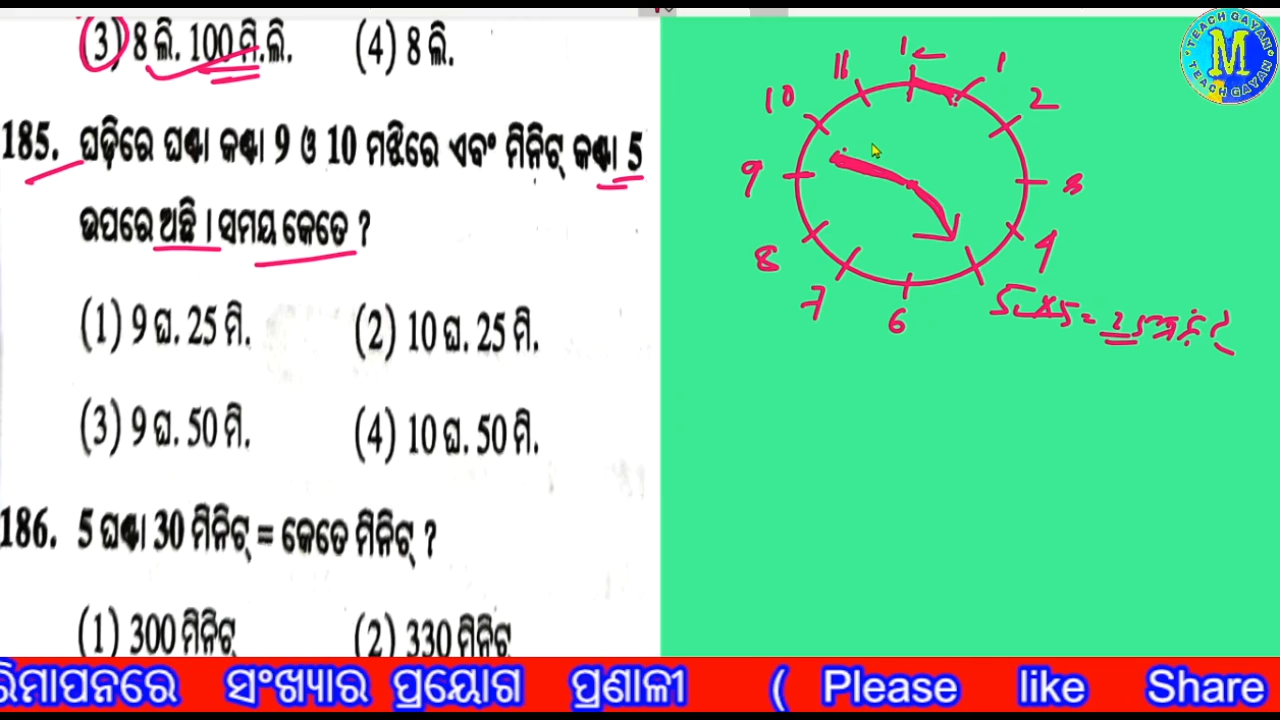 (3) 8 ଲି. 100 ମି.ଲି. (4) 8 ଲି.
185. ଘଡ଼ିରେ ଘଣ୍ଟା କଣ୍ଟା 9 ଓ 10 ମଝିରେ ଏବଂ ମିନିଟ୍ କଣ୍ଟା 5
ଉପରେ ଅଛି । ସମୟ କେତେ ?
(1) 9 ଘ. 25 ମି. (2) 10 ଘ. 25 ମି.
(3) 9 ଘ. 50 ମି. (4) 10 ଘ. 50 ମି.
186. 5 ଘଣ୍ଟା 30 ମିନିଟ୍ = କେତେ ମିନିଟ୍ ?
(1) 300 ମିନିଟ୍ (2) 330 ମିନିଟ୍
11
1
10
2
9
8
4
7
6
5×5=25
TEACH GAYAN
M
TEACH GAYAN
ରିମାପନରେ ସଂଖ୍ୟାର ପ୍ରୟୋଗ ପ୍ରଣାଳୀ ( Please like Share